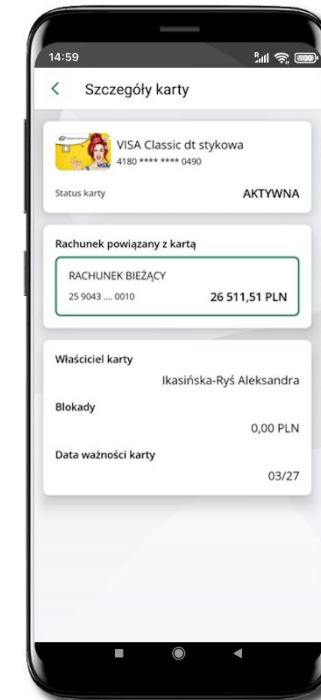 14:59
Szczegóły karty
VISA Classic dt stykowa
4180 **** **** 0490
Status karty AKTYWNA
Rachunek powiązany z kartą
RACHUNEK BIEŻĄCY
25 9043 .... 0010 26 511,51 PLN
Właściciel karty
Ikasińska-Ryś Aleksandra
Blokady
0,00 PLN
Data ważności karty
03/27